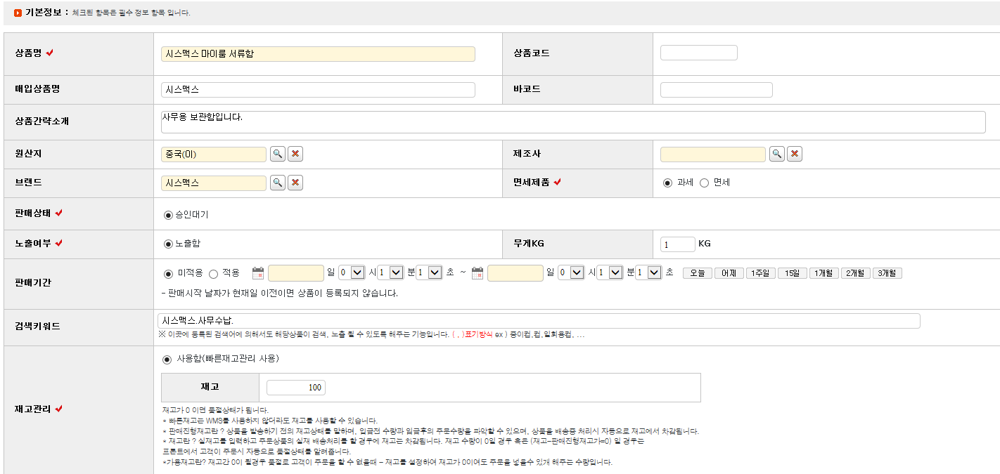 기본정보 : 체크된 항목은 필수 정보 항목 입니다.
상품명 시스맥스 마이룸 서류함 상품코드
매입상품명 시스맥스 바코드
상품간략소개 사무용 보관함입니다.
원산지 중국(이) 제조사
브랜드 시스맥스 면세제품 과세 면세
판매상태 승인대기
노출여부 노출함 무게KG 1 KG
판매기간 미적용 적용 일 0 시 1 분 1 초 ~ 일 0 시 1 분 1 초 오늘 어제 1주일 15일 1개월 2개월 3개월
- 판매시작 날짜가 현재일 이전이면 상품이 등록되지 않습니다.
검색키워드 시스맥스.사무수납.
※ 이곳에 등록된 검색어에 의해서도 해당상품이 검색, 노출 될 수 있도록 해주는 기능입니다. ( , )표기방식 ex ) 종이컵,컵,일회용컵, ...
재고관리 사용함(빠른재고관리 사용)
재고 100
재고가 0 이면 품절상태가 됩니다.
* 빠른재고는 WMS를 사용하지 않더라도 재고를 사용할 수 있습니다.
* 판매진행재고란 ? 상품을 발송하기 전의 재고상태를 말하며, 입금전 수량과 입금후의 주문수량을 파악할 수 있으며, 상품을 배송중 처리시 자동으로 재고에서 차감됩니다.
* 재고란 ? 실재고를 입력하고 주문상품의 실재 배송처리를 할 경우에 재고는 차감됩니다. 재고 수량이 0일 경우 혹은 (재고-판매진행재고가=0) 일 경우는
프론트에서 고객이 주문시 자동으로 품절상태를 알려줍니다.
*가용재고란? 재고간 0이 될경우 품절로 고객이 주문을 할 수 없을때 - 재고를 설정하여 재고가 0이여도 주문을 넣을수 있개 해주는 수량입니다.